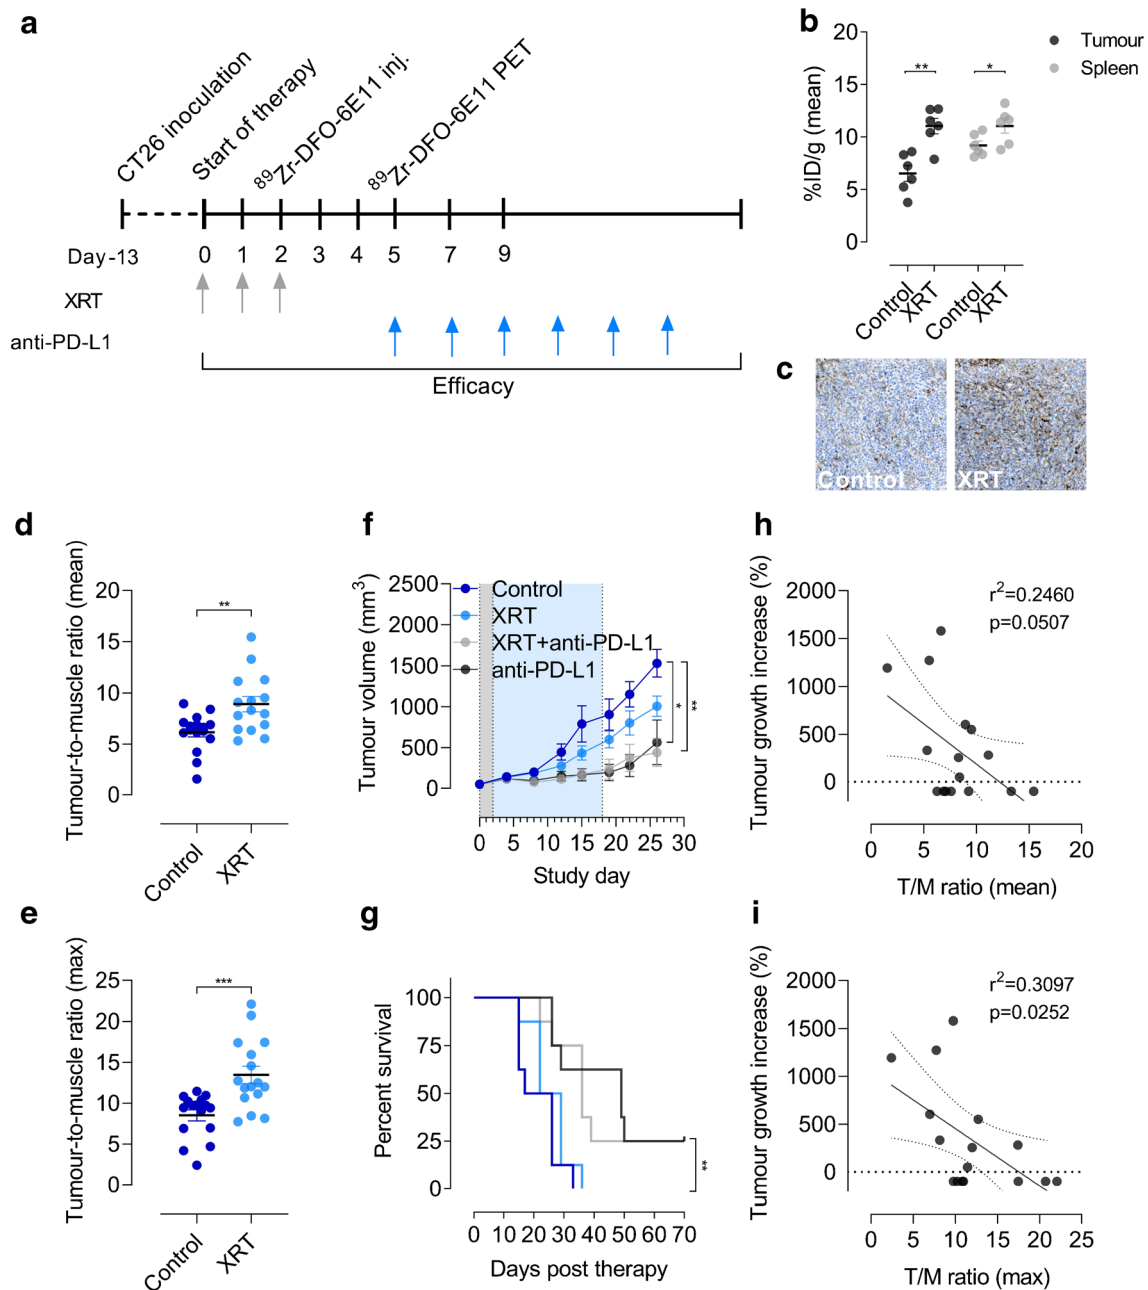 a
CT26 inoculation
Start of therapy
⁸⁹Zr-DFO-6E11 inj.
⁸⁹Zr-DFO-6E11 PET
Day -13 0 1 2 3 4 5 7 9
XRT
anti-PD-L1
Efficacy
b
%ID/g (mean)
20
15
10
5
0
** *
Control
XRT
Control
XRT
Tumour
Spleen
c
Control
XRT
d
Tumour-to-muscle ratio (mean)
20
15
10
5
0
**
Control
XRT
e
Tumour-to-muscle ratio (max)
25
20
15
10
5
0
***
Control
XRT
f
Tumour volume (mm³)
2500
2000
1500
1000
500
0
Control
XRT
XRT+anti-PD-L1
anti-PD-L1
* **
0 5 10 15 20 25 30
Study day
g
Percent survival
100
75
50
25
0
**
0 10 20 30 40 50 60 70
Days post therapy
h
Tumour growth increase (%)
2000
1500
1000
500
0
r²=0.2460
p=0.0507
0 5 10 15 20
T/M ratio (mean)
i
Tumour growth increase (%)
2000
1500
1000
500
0
r²=0.3097
p=0.0252
0 5 10 15 20 25
T/M ratio (max)